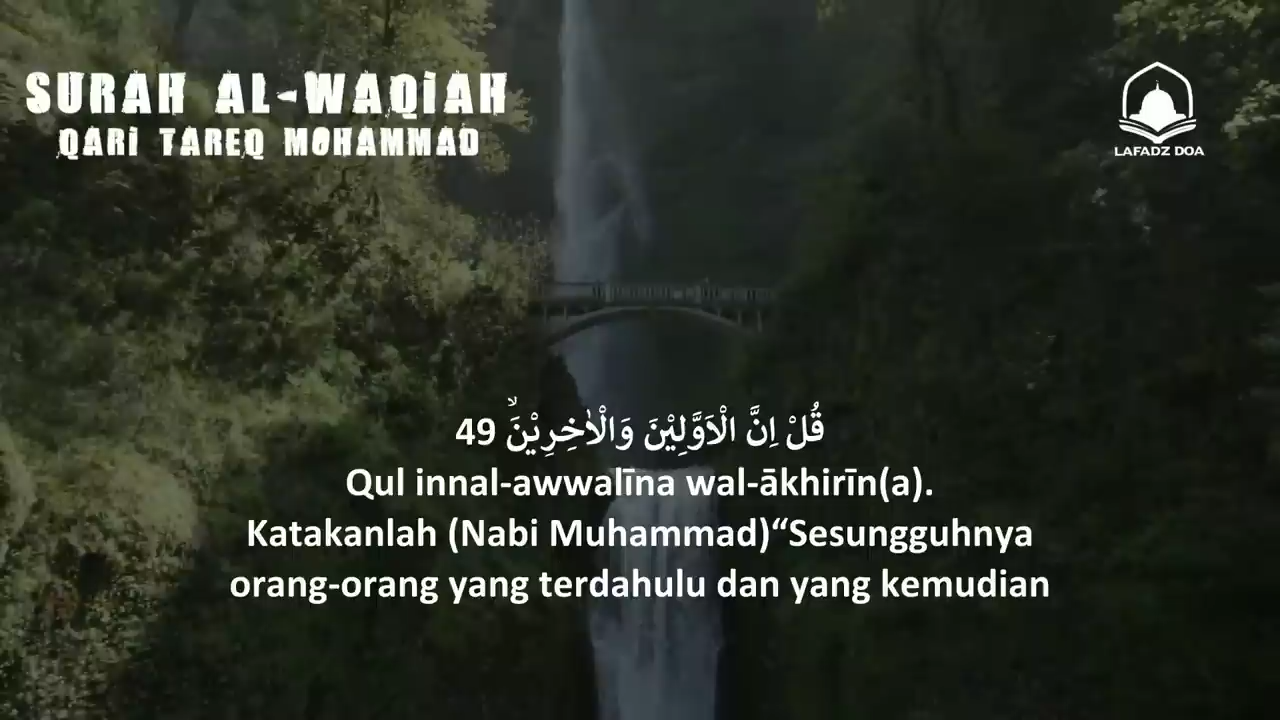 SURAH AL-WAQiAH
QARi TAREQ MOHAMMAD
LAFADZ DOA
قُلْ اِنَّ الْاَوَّلِيْنَ وَالْاٰخِرِيْنَۙ 49
Qul innal-awwalīna wal-ākhirīn(a).
Katakanlah (Nabi Muhammad)“Sesungguhnya
orang-orang yang terdahulu dan yang kemudian